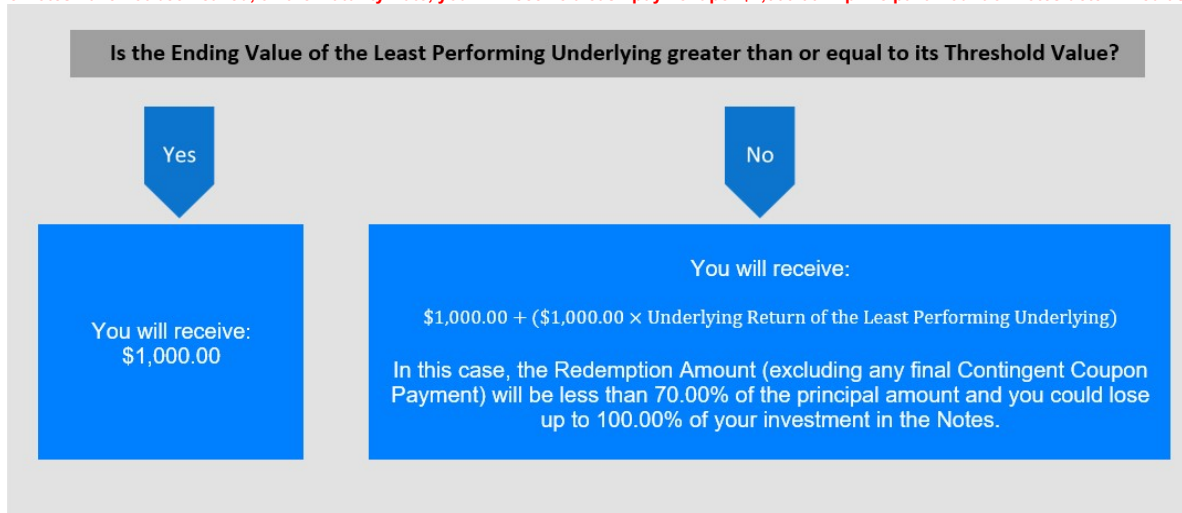 Is the Ending Value of the Least Performing Underlying greater than or equal to its Threshold Value?
Yes
No
You will receive:
$1,000.00
You will receive:
$1,000.00 + ($1,000.00 × Underlying Return of the Least Performing Underlying)
In this case, the Redemption Amount (excluding any final Contingent Coupon
Payment) will be less than 70.00% of the principal amount and you could lose
up to 100.00% of your investment in the Notes.